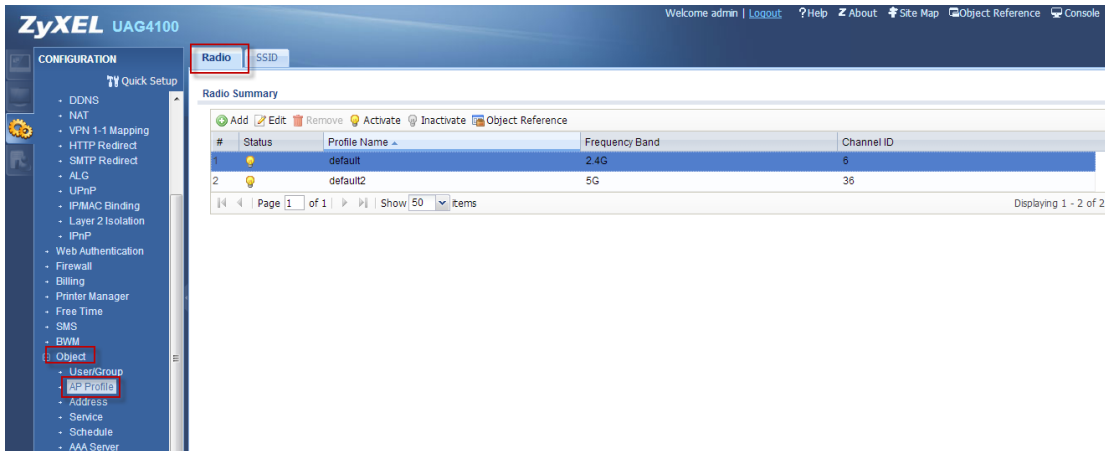 ZyXEL UAG4100
Welcome admin | Logout ?Help Z About Site Map Object Reference Console
CONFIGURATION
Quick Setup
DDNS
NAT
VPN 1-1 Mapping
HTTP Redirect
SMTP Redirect
ALG
UPnP
IP/MAC Binding
Layer 2 Isolation
IPnP
Web Authentication
Firewall
Billing
Printer Manager
Free Time
SMS
BWM
Object
User/Group
AP Profile
Address
Service
Schedule
AAA Server
Radio SSID
Radio Summary
Add Edit Remove Activate Inactivate Object Reference
# Status Profile Name Frequency Band Channel ID
1 default 2.4G 6
2 default2 5G 36
Page 1 of 1 Show 50 items Displaying 1 - 2 of 2